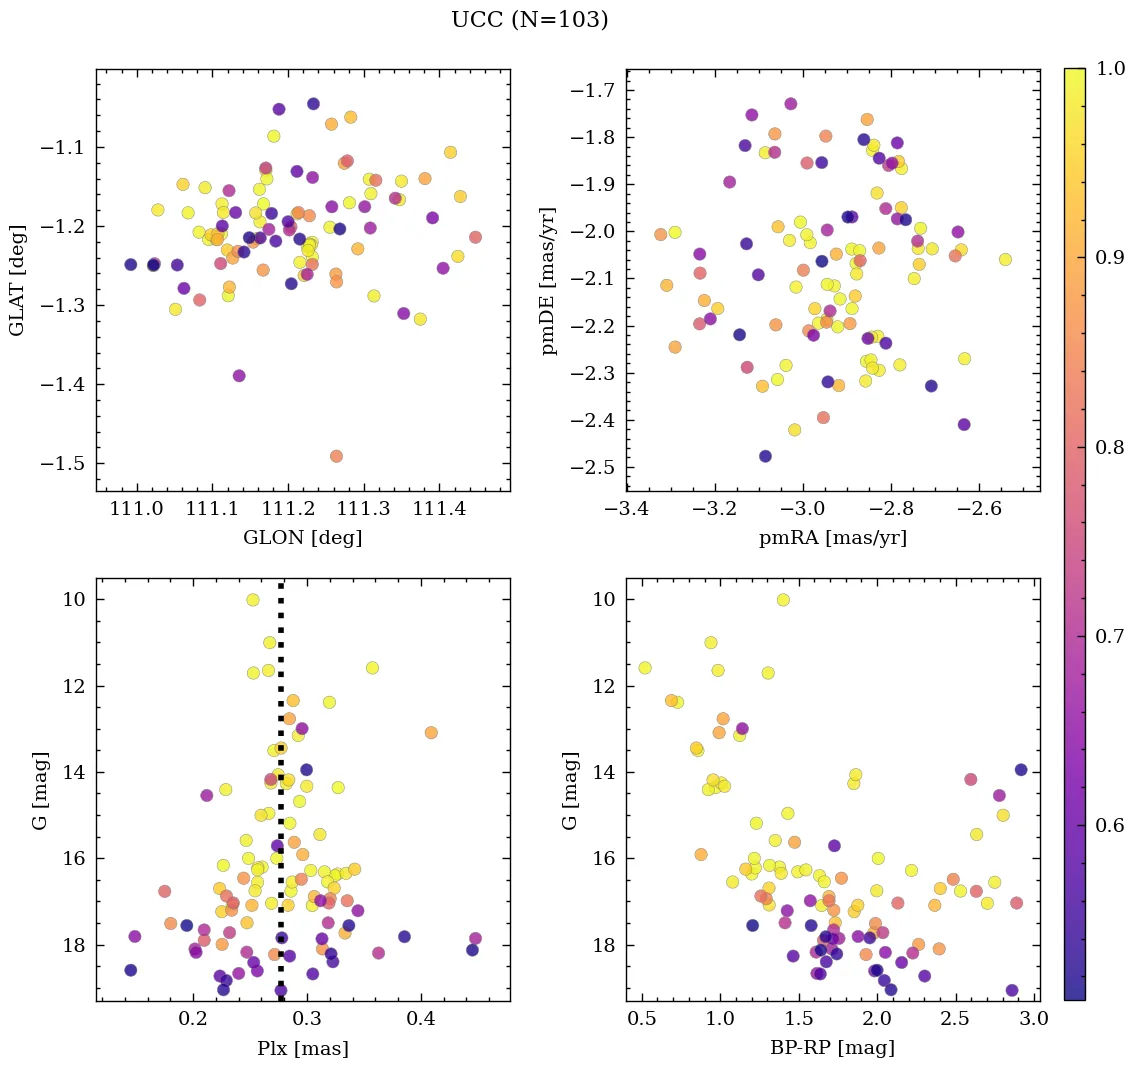 UCC (N=103)
−1.1
−1.2
−1.3
−1.4
−1.5
GLAT [deg]
111.0 111.1 111.2 111.3 111.4
GLON [deg]
−1.7
−1.8
−1.9
−2.0
−2.1
−2.2
−2.3
−2.4
−2.5
pmDE [mas/yr]
−3.4 −3.2 −3.0 −2.8 −2.6
pmRA [mas/yr]
1.0
0.9
0.8
0.7
0.6
10
12
14
16
18
G [mag]
0.2 0.3 0.4
Plx [mas]
10
12
14
16
18
G [mag]
0.5 1.0 1.5 2.0 2.5 3.0
BP-RP [mag]